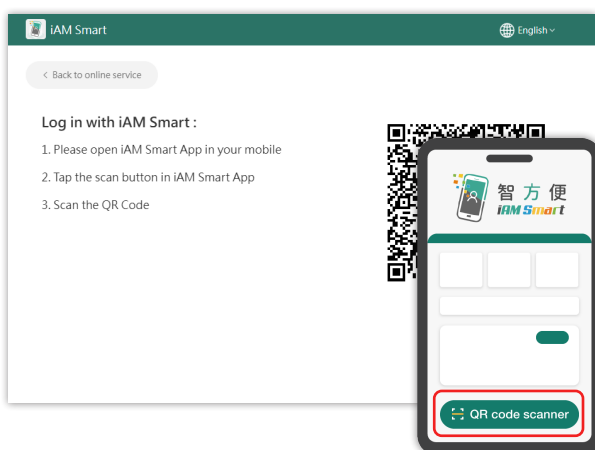 iAM Smart
English
< Back to online service
Log in with iAM Smart :
1. Please open iAM Smart App in your mobile
2. Tap the scan button in iAM Smart App
3. Scan the QR Code
智方便
iAM Smart
QR code scanner